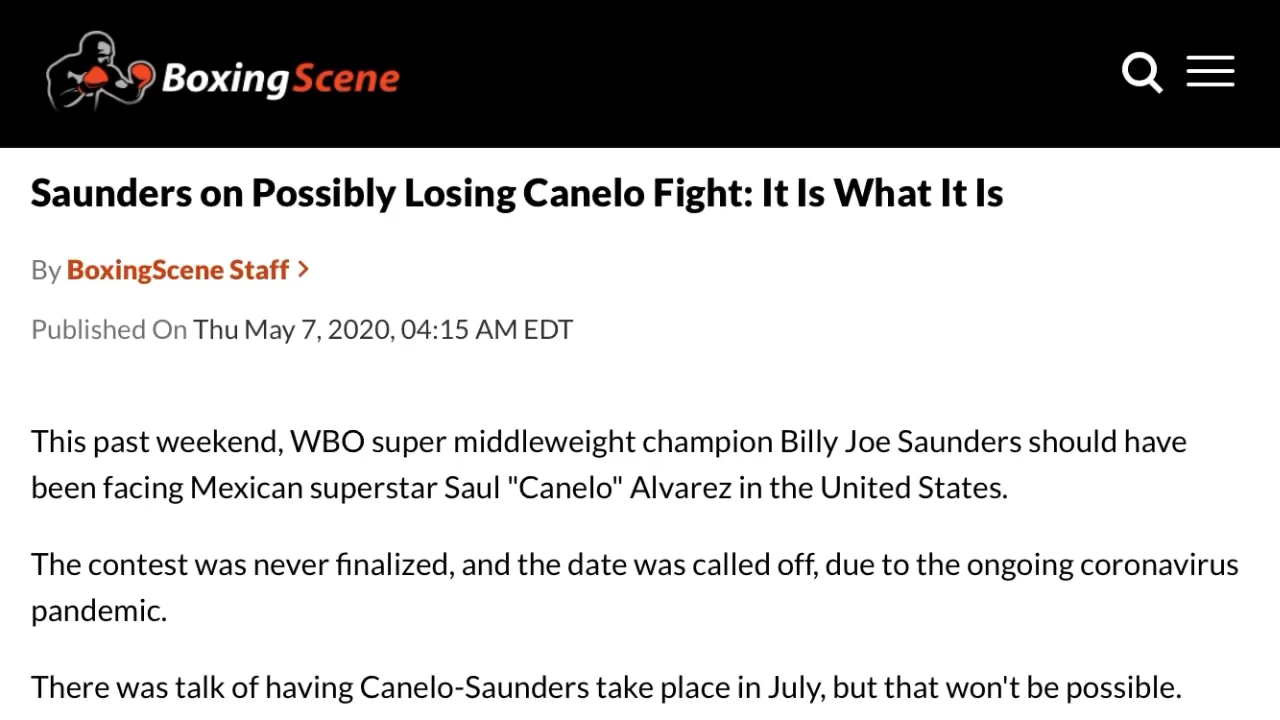 BoxingScene
Saunders on Possibly Losing Canelo Fight: It Is What It Is
By BoxingScene Staff >
Published On Thu May 7, 2020, 04:15 AM EDT
This past weekend, WBO super middleweight champion Billy Joe Saunders should have
been facing Mexican superstar Saul "Canelo" Alvarez in the United States.
The contest was never finalized, and the date was called off, due to the ongoing coronavirus
pandemic.
There was talk of having Canelo-Saunders take place in July, but that won't be possible.